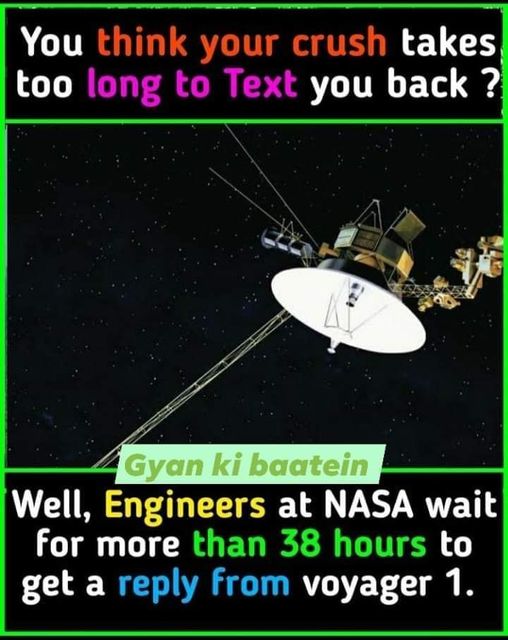 You think your crush takes
too long to Text you back ?
Gyan ki baatein
Well, Engineers at NASA wait
for more than 38 hours to
get a reply from voyager 1.